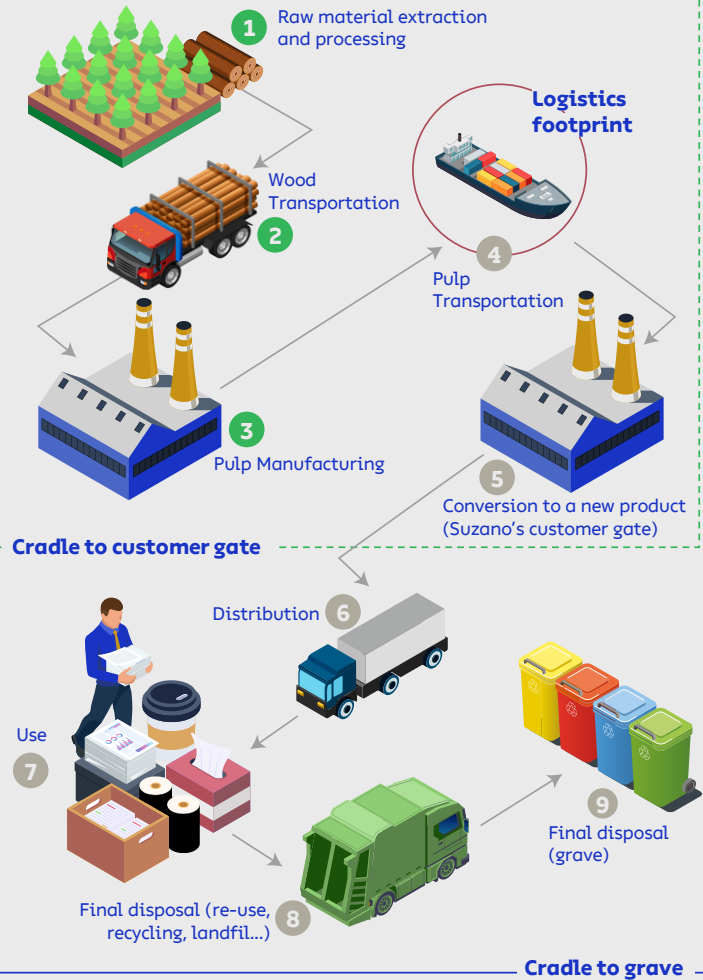 1
Raw material extraction
and processing
Logistics
footprint
Wood
Transportation
2
4
Pulp
Transportation
3
Pulp Manufacturing
5
Conversion to a new product
(Suzano's customer gate)
Cradle to customer gate
Distribution 6
Use
7
9
Final disposal
(grave)
Final disposal (re-use,
recycling, landfil...)
8
Cradle to grave